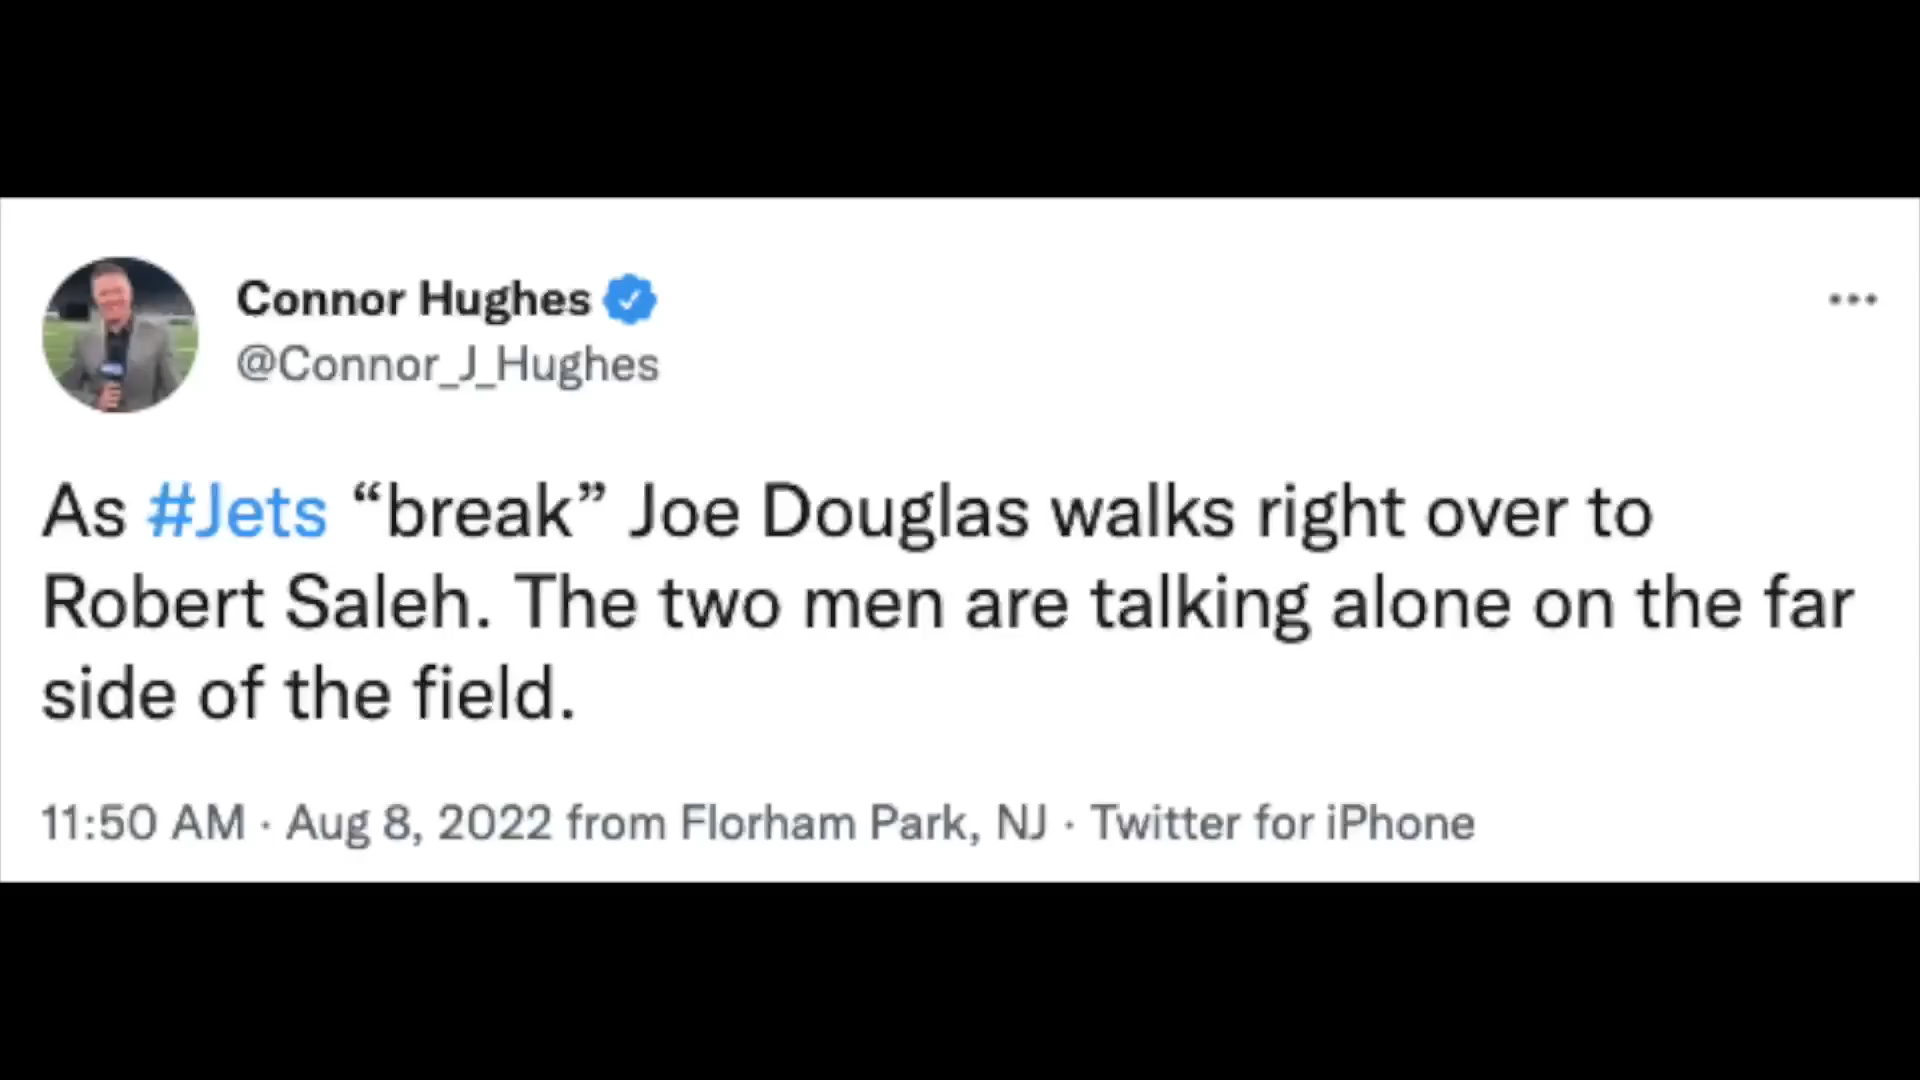 Connor Hughes
@Connor_J_Hughes
As #Jets “break” Joe Douglas walks right over to
Robert Saleh. The two men are talking alone on the far
side of the field.
11:50 AM · Aug 8, 2022 from Florham Park, NJ · Twitter for iPhone